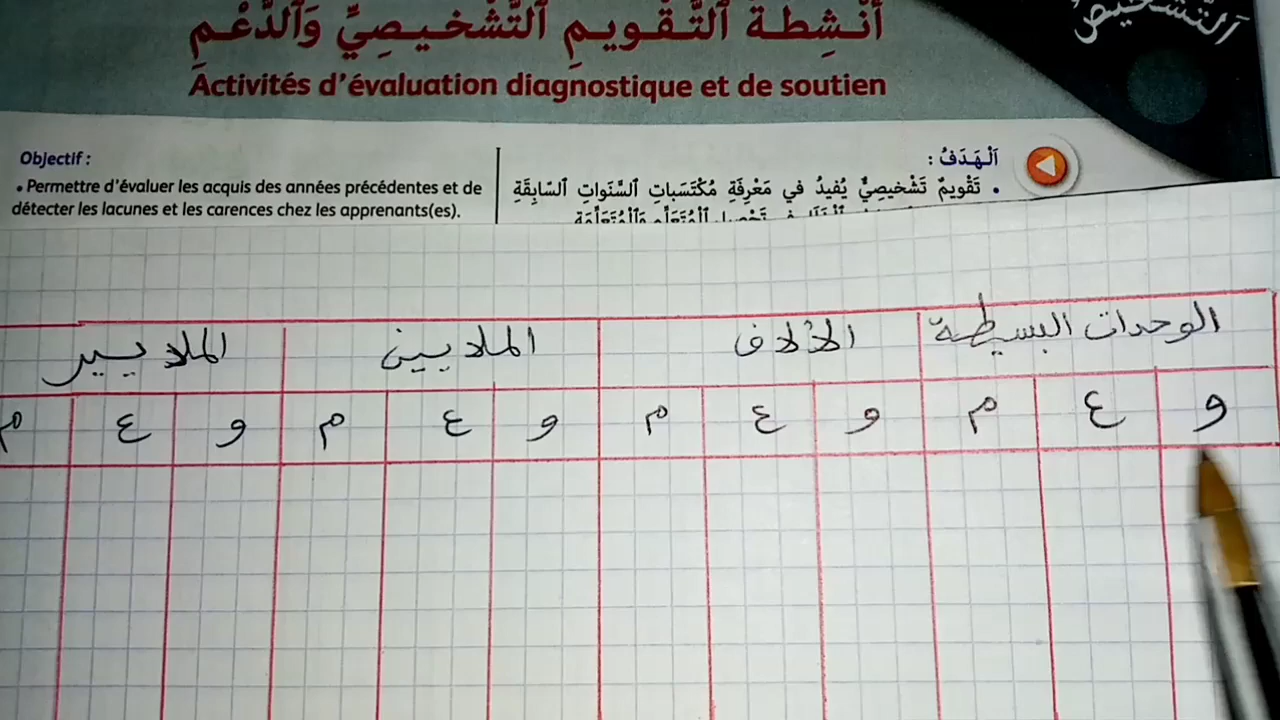 التشخيص
أَنْشِطَةُ ٱلتَّقْوِيمِ ٱلتَّشْخِيصِيِّ وَٱلدَّعْمِ
Activités d'évaluation diagnostique et de soutien
اَلْهَدَفُ :
• تَقْوِيمٌ تَشْخِيصِيٌّ يُفِيدُ فِي مَعْرِفَةِ مُكْتَسَبَاتِ ٱلسَّنَوَاتِ ٱلسَّابِقَةِ
Objectif :
• Permettre d'évaluer les acquis des années précédentes et de
détecter les lacunes et les carences chez les apprenants(es).
الوحدات البسيطة الألاف الملايين الملايير
و ع م و ع م و ع م و ع م